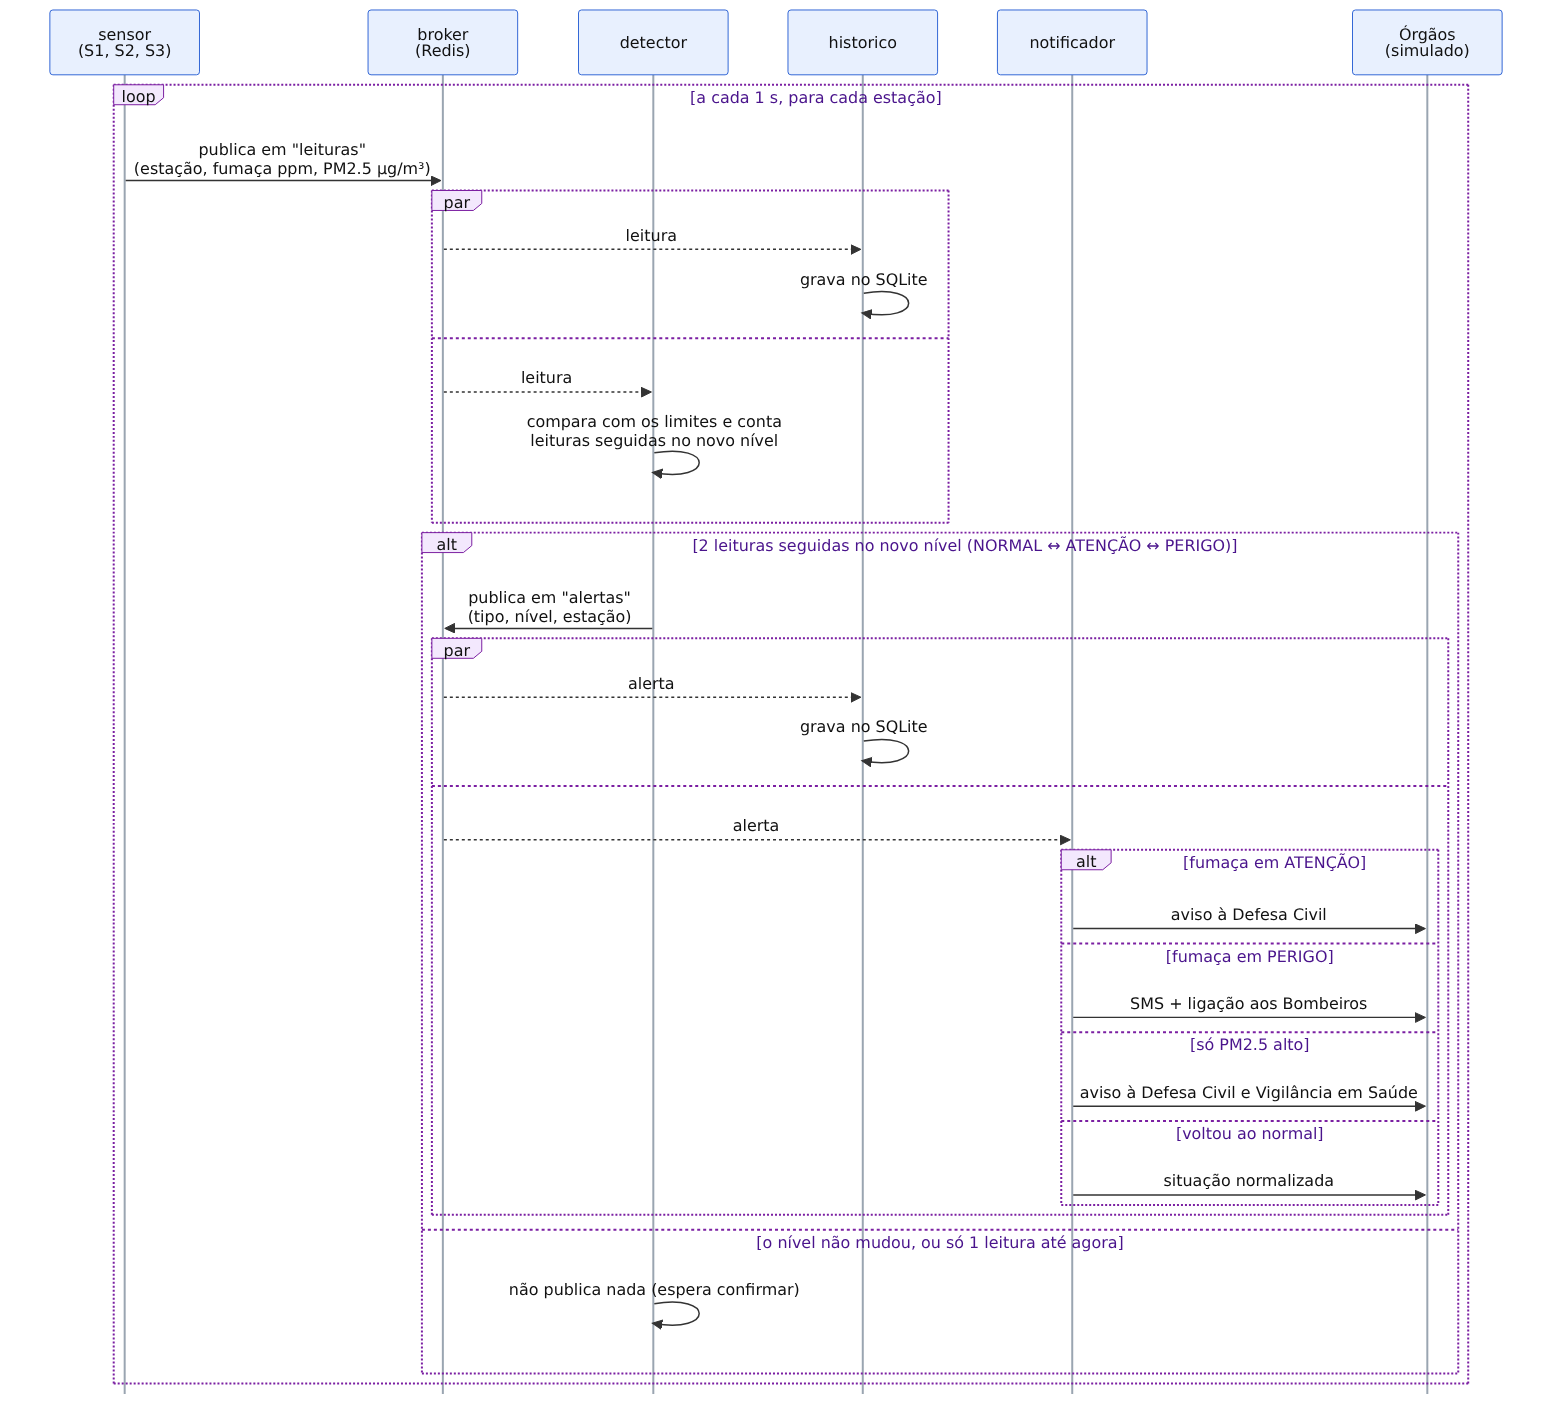 sensor
(S1, S2, S3)
broker
(Redis)
detector
historico
notificador
Órgãos
(simulado)
loop
[a cada 1 s, para cada estação]
publica em "leituras"
(estação, fumaça ppm, PM2.5 µg/m³)
par
leitura
grava no SQLite
leitura
compara com os limites e conta
leituras seguidas no novo nível
alt
[2 leituras seguidas no novo nível (NORMAL ↔ ATENÇÃO ↔ PERIGO)]
publica em "alertas"
(tipo, nível, estação)
par
alerta
grava no SQLite
alerta
alt
[fumaça em ATENÇÃO]
aviso à Defesa Civil
[fumaça em PERIGO]
SMS + ligação aos Bombeiros
[só PM2.5 alto]
aviso à Defesa Civil e Vigilância em Saúde
[voltou ao normal]
situação normalizada
[o nível não mudou, ou só 1 leitura até agora]
não publica nada (espera confirmar)